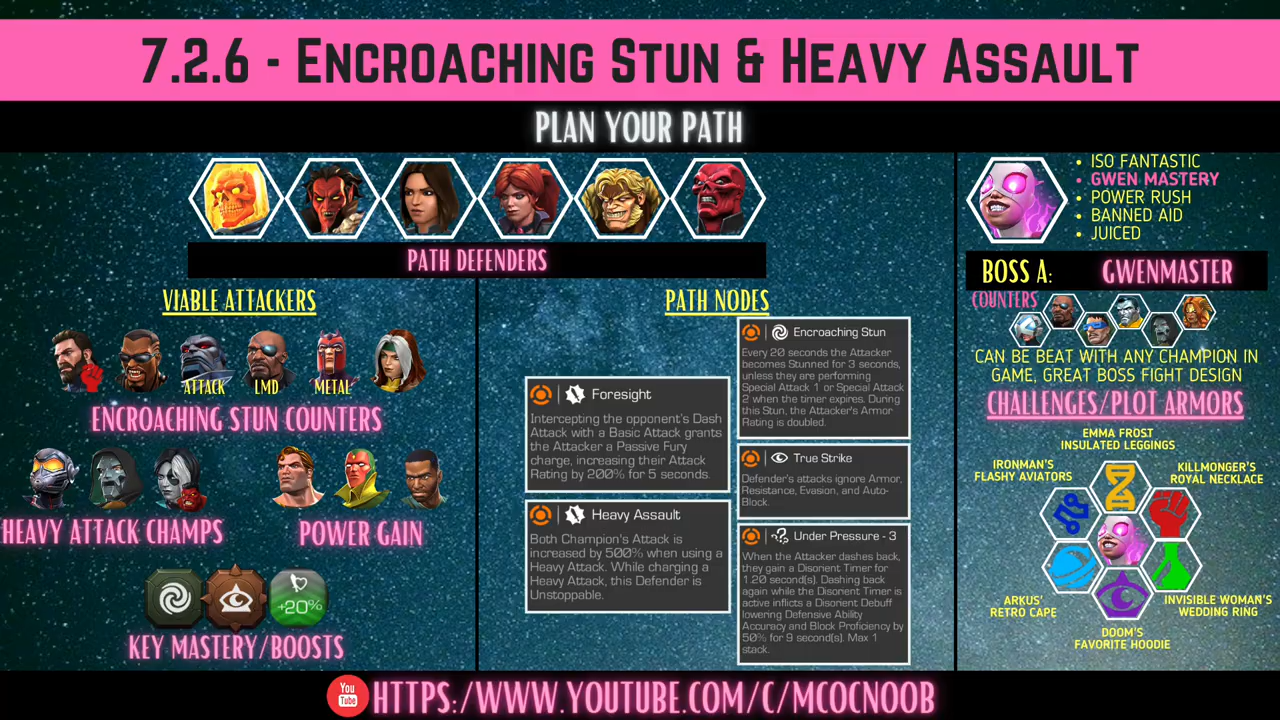 7.2.6 - Encroaching Stun & Heavy Assault
PLAN YOUR PATH
PATH DEFENDERS
VIABLE ATTACKERS
ATTACK
LMD
METAL
ENCROACHING STUN COUNTERS
HEAVY ATTACK CHAMPS
POWER GAIN
+20%
KEY MASTERY/BOOSTS
PATH NODES
Foresight
Intercepting the opponent's Dash
Attack with a Basic Attack grants
the Attacker a Passive Fury
charge, increasing their Attack
Rating by 200% for 5 seconds.
Heavy Assault
Both Champion's Attack is
increased by 500% when using a
Heavy Attack. While charging a
Heavy Attack, this Defender is
Unstoppable.
Encroaching Stun
Every 20 seconds the Attacker
becomes Stunned for 3 seconds,
unless they are performing
Special Attack 1 or Special Attack
2 when the timer expires. During
this Stun, the Attacker's Armor
Rating is doubled.
True Strike
Defender's attacks ignore Armor,
Resistance, Evasion, and Auto-
Block.
Under Pressure - 3
When the Attacker dashes back,
they gain a Disorient Timer for
1.20 second(s). Dashing back
again while the Disorient Timer is
active inflicts a Disorient Debuff
lowering Defensive Ability
Accuracy and Block Proficiency by
50% for 9 second(s). Max 1
stack.
• ISO FANTASTIC
• GWEN MASTERY
• POWER RUSH
• BANNED AID
• JUICED
BOSS A: GWENMASTER
COUNTERS
CAN BE BEAT WITH ANY CHAMPION IN
GAME, GREAT BOSS FIGHT DESIGN
CHALLENGES/PLOT ARMORS
EMMA FROST
INSULATED LEGGINGS
IRONMAN'S
FLASHY AVIATORS
KILLMONGER'S
ROYAL NECKLACE
ARKUS'
RETRO CAPE
INVISIBLE WOMAN'S
WEDDING RING
DOOM'S
FAVORITE HOODIE
You
Tube
HTTPS:/WWW.YOUTUBE.COM/C/MCOCNOOB